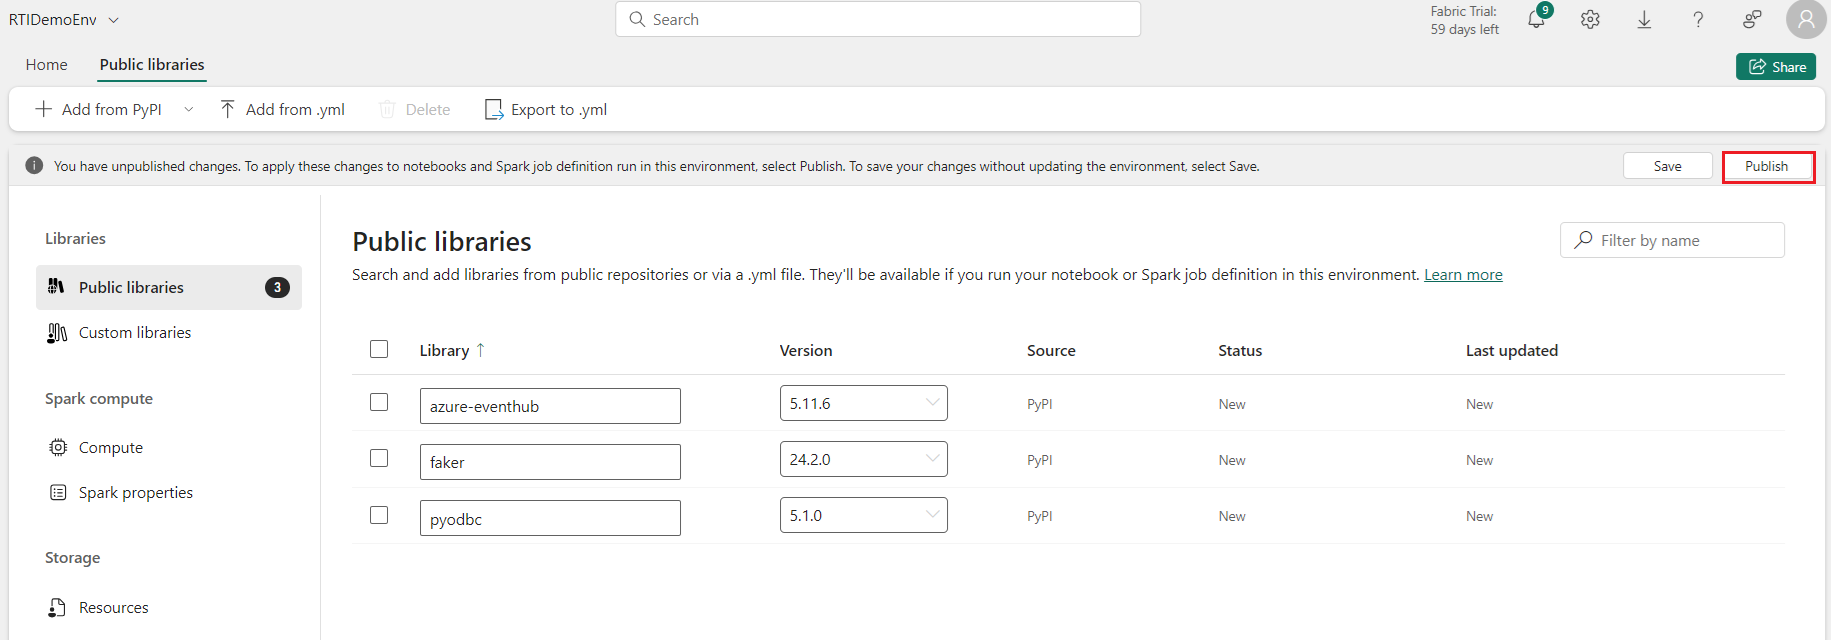 RTIDemoEnv
Search
Fabric Trial:
59 days left
9
Home
Public libraries
Share
Add from PyPI
Add from .yml
Delete
Export to .yml
You have unpublished changes. To apply these changes to notebooks and Spark job definition run in this environment, select Publish. To save your changes without updating the environment, select Save.
Save
Publish
Libraries
Public libraries
3
Custom libraries
Spark compute
Compute
Spark properties
Storage
Resources
Public libraries
Filter by name
Search and add libraries from public repositories or via a .yml file. They'll be available if you run your notebook or Spark job definition in this environment. Learn more
Library ↑ Version Source Status Last updated
azure-eventhub 5.11.6 PyPI New New
faker 24.2.0 PyPI New New
pyodbc 5.1.0 PyPI New New